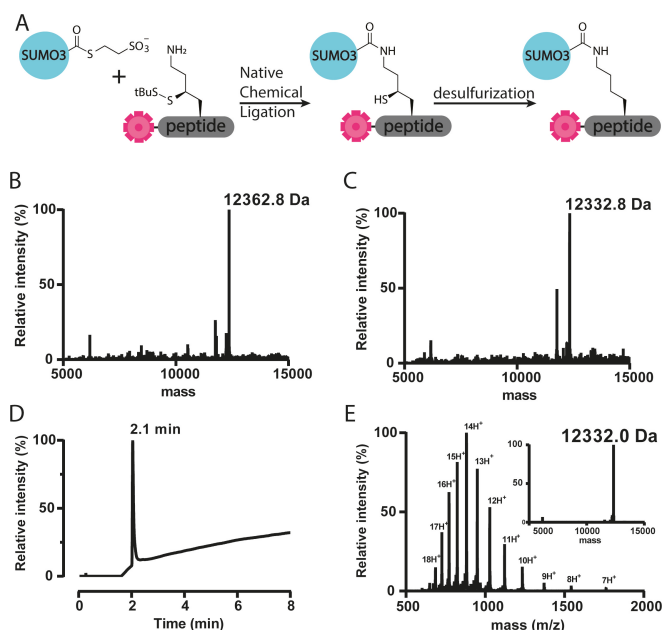 A
SUMO3
O
S
SO3-
+
NH2
tBuS
S
peptide
Native
Chemical
Ligation
SUMO3
O
NH
HS
peptide
desulfurization
SUMO3
O
NH
peptide
B
12362.8 Da
Relative intensity (%)
100
50
0
5000 10000 15000
mass
C
12332.8 Da
Relative intensity (%)
100
50
0
5000 10000 15000
mass
D
2.1 min
Relative intensity (%)
100
50
0
0 2 4 6 8
Time (min)
E
Relative intensity (%)
100
50
0
500 1000 1500 2000
mass (m/z)
18H+
17H+
16H+
15H+
14H+
13H+
12H+
11H+
10H+
9H+
8H+
7H+
12332.0 Da
100
50
0
5000 10000 15000
mass